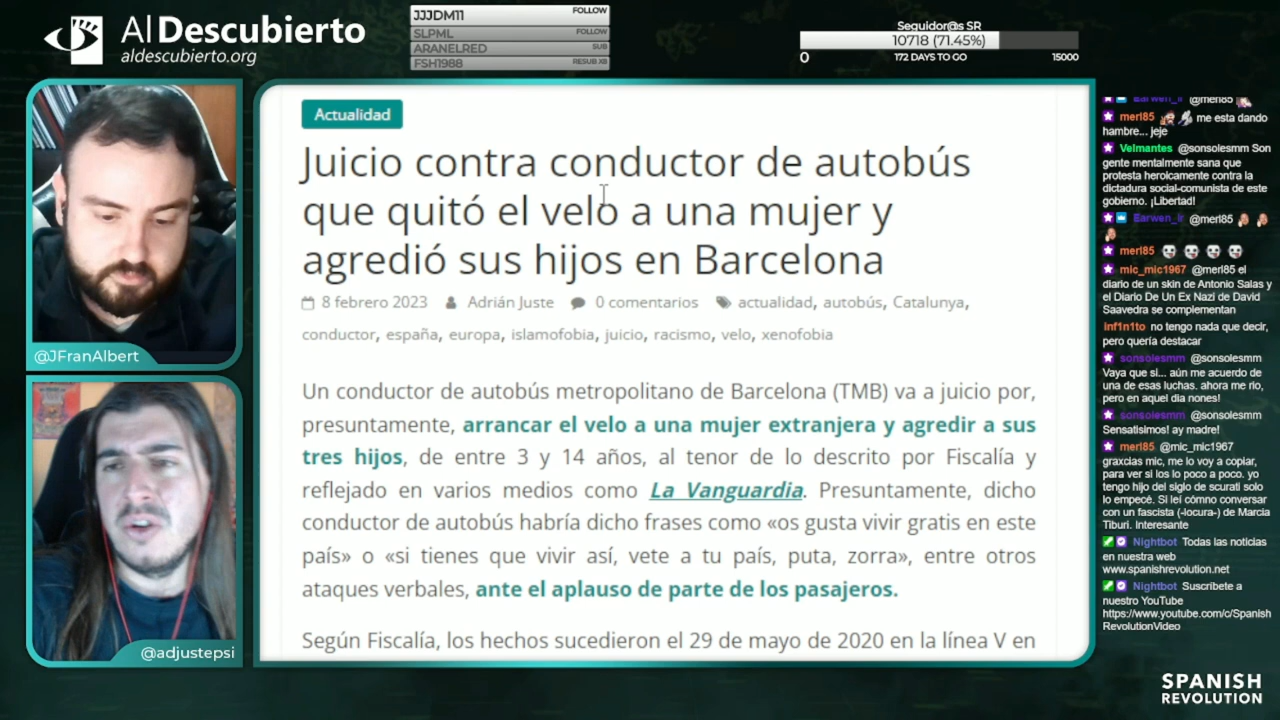 Al Descubierto
aldescubierto.org
JJJDM11 FOLLOW
SLPML FOLLOW
ARANELRED SUB
FSH1988 RESUB X8
Seguidor@s SR
10718 (71.45%)
0 172 DAYS TO GO 15000
@JFranAlbert
@adjustepsi
Actualidad
Juicio contra conductor de autobús
que quitó el velo a una mujer y
agredió sus hijos en Barcelona
8 febrero 2023 Adrián Juste 0 comentarios actualidad, autobús, Catalunya,
conductor, españa, europa, islamofobia, juicio, racismo, velo, xenofobia
Un conductor de autobús metropolitano de Barcelona (TMB) va a juicio por,
presuntamente, arrancar el velo a una mujer extranjera y agredir a sus
tres hijos, de entre 3 y 14 años, al tenor de lo descrito por Fiscalía y
reflejado en varios medios como La Vanguardia. Presuntamente, dicho
conductor de autobús habría dicho frases como «os gusta vivir gratis en este
país» o «si tienes que vivir así, vete a tu país, puta, zorra», entre otros
ataques verbales, ante el aplauso de parte de los pasajeros.
Según Fiscalía, los hechos sucedieron el 29 de mayo de 2020 en la línea V en
Earwen_Ir @merl85
merl85 me esta dando
hambre... jeje
Velmantes @sonsolesmm Son
gente mentalmente sana que
protesta heroicamente contra la
dictadura social-comunista de este
gobierno. ¡Libertad!
Earwen_Ir @merl85
merl85
mic_mic1967 @merl85 el
diario de un skin de Antonio Salas y
el Diario De Un Ex Nazi de David
Saavedra se complementan
inf1n1to no tengo nada que decir,
pero quería destacar
sonsolesmm @sonsolesmm
Vaya que si... aún me acuerdo de
una de esas luchas. ahora me rio,
pero en aquel dia nones!
sonsolesmm @sonsolesmm
Sensatisimos! ay madre!
merl85 @mic_mic1967
graxcias mic, me lo voy a copiar,
para ver si los lo poco a poco. yo
tengo hijo del siglo de scurati solo
lo empecé. Si leí cómno conversar
con un fascista (-locura-) de Marcia
Tiburi. Interesante
Nightbot Todas las noticias
en nuestra web
www.spanishrevolution.net
Nightbot Suscríbete a
nuestro YouTube
https://www.youtube.com/c/Spanish
RevolutionVideo
SPANISH
REVOLUTION